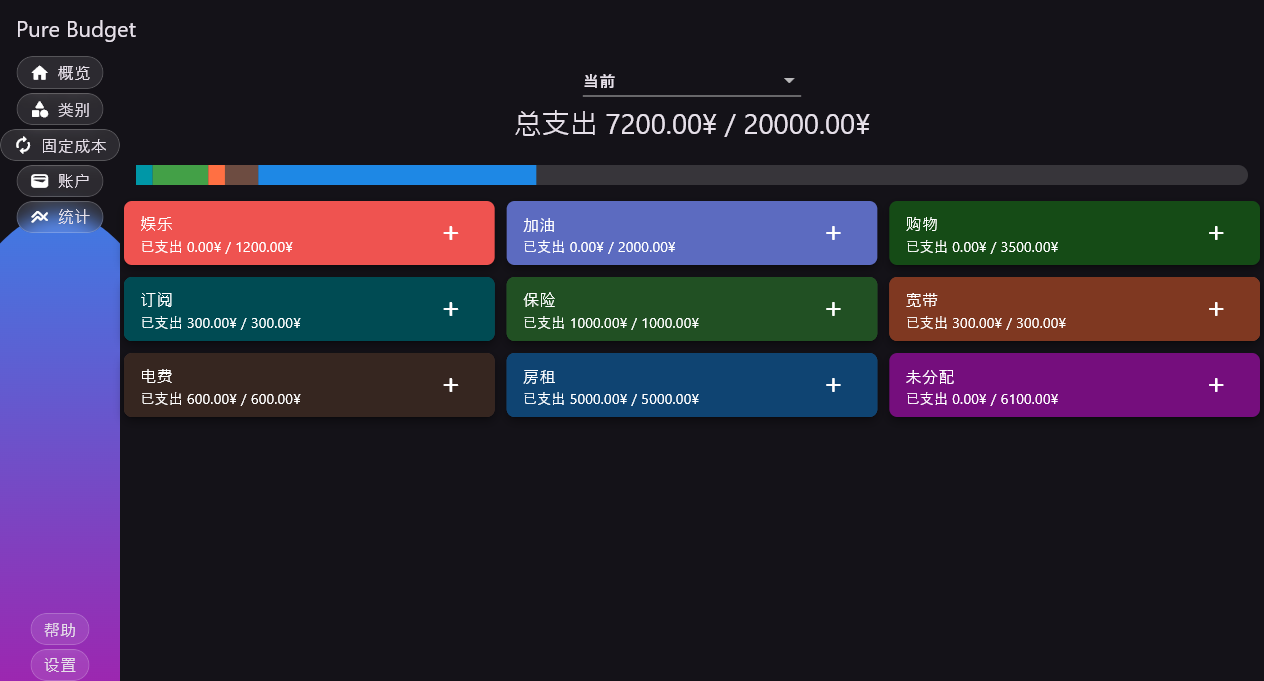 Pure Budget
概览
类别
固定成本
账户
统计
帮助
设置
当前
总支出 7200.00¥ / 20000.00¥
娱乐
已支出 0.00¥ / 1200.00¥
加油
已支出 0.00¥ / 2000.00¥
购物
已支出 0.00¥ / 3500.00¥
订阅
已支出 300.00¥ / 300.00¥
保险
已支出 1000.00¥ / 1000.00¥
宽带
已支出 300.00¥ / 300.00¥
电费
已支出 600.00¥ / 600.00¥
房租
已支出 5000.00¥ / 5000.00¥
未分配
已支出 0.00¥ / 6100.00¥